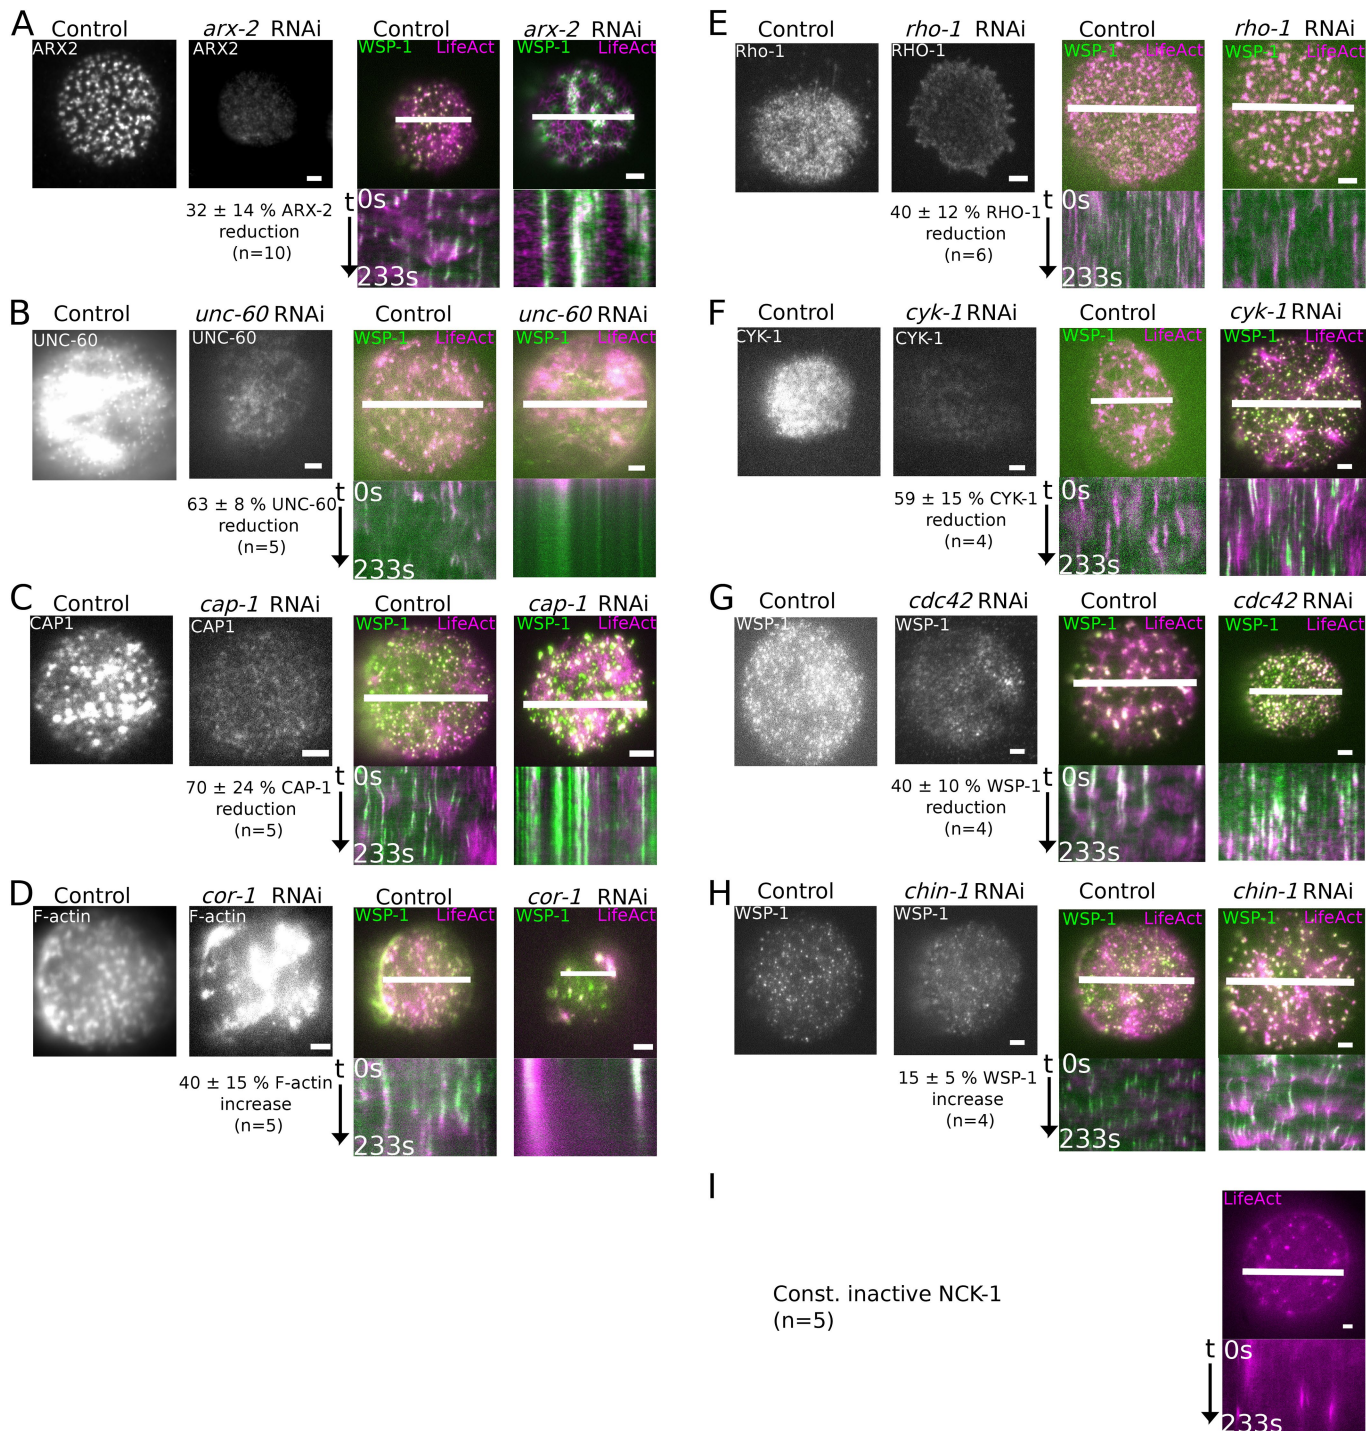 A
Control
arx-2 RNAi
Control
arx-2 RNAi
ARX2
ARX2
WSP-1 LifeAct
WSP-1 LifeAct
32 ± 14 % ARX-2
reduction
(n=10)
t
0s
233s
B
Control
unc-60 RNAi
Control
unc-60 RNAi
UNC-60
UNC-60
WSP-1 LifeAct
WSP-1 LifeAct
63 ± 8 % UNC-60
reduction
(n=5)
t
0s
233s
C
Control
cap-1 RNAi
Control
cap-1 RNAi
CAP1
CAP1
WSP-1 LifeAct
WSP-1 LifeAct
70 ± 24 % CAP-1
reduction
(n=5)
t
0s
233s
D
Control
cor-1 RNAi
Control
cor-1 RNAi
F-actin
F-actin
WSP-1 LifeAct
WSP-1 LifeAct
40 ± 15 % F-actin
increase
(n=5)
t
0s
233s
E
Control
rho-1 RNAi
Control
rho-1 RNAi
Rho-1
RHO-1
WSP-1 LifeAct
WSP-1 LifeAct
40 ± 12 % RHO-1
reduction
(n=6)
t
0s
233s
F
Control
cyk-1 RNAi
Control
cyk-1 RNAi
CYK-1
CYK-1
WSP-1 LifeAct
WSP-1 LifeAct
59 ± 15 % CYK-1
reduction
(n=4)
t
0s
233s
G
Control
cdc42 RNAi
Control
cdc42 RNAi
WSP-1
WSP-1
WSP-1 LifeAct
WSP-1 LifeAct
40 ± 10 % WSP-1
reduction
(n=4)
t
0s
233s
H
Control
chin-1 RNAi
Control
chin-1 RNAi
WSP-1
WSP-1
WSP-1 LifeAct
WSP-1 LifeAct
15 ± 5 % WSP-1
increase
(n=4)
t
0s
233s
I
LifeAct
Const. inactive NCK-1
(n=5)
t
0s
233s